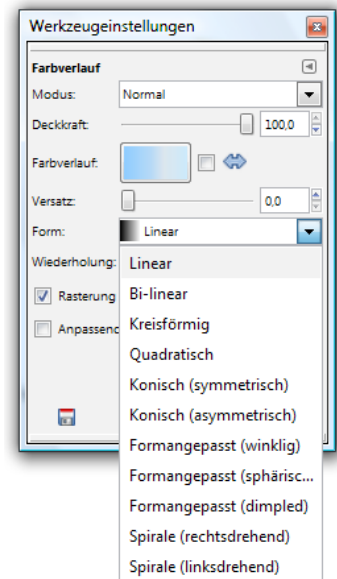 Werkzeugeinstellungen
Farbverlauf
Modus: Normal
Deckkraft: 100,0
Farbverlauf:
Versatz: 0,0
Form: Linear
Wiederholung:
Linear
Rasterung
Bi-linear
Anpassend
Kreisförmig
Quadratisch
Konisch (symmetrisch)
Konisch (asymmetrisch)
Formangepasst (winklig)
Formangepasst (sphärisc...
Formangepasst (dimpled)
Spirale (rechtsdrehend)
Spirale (linksdrehend)